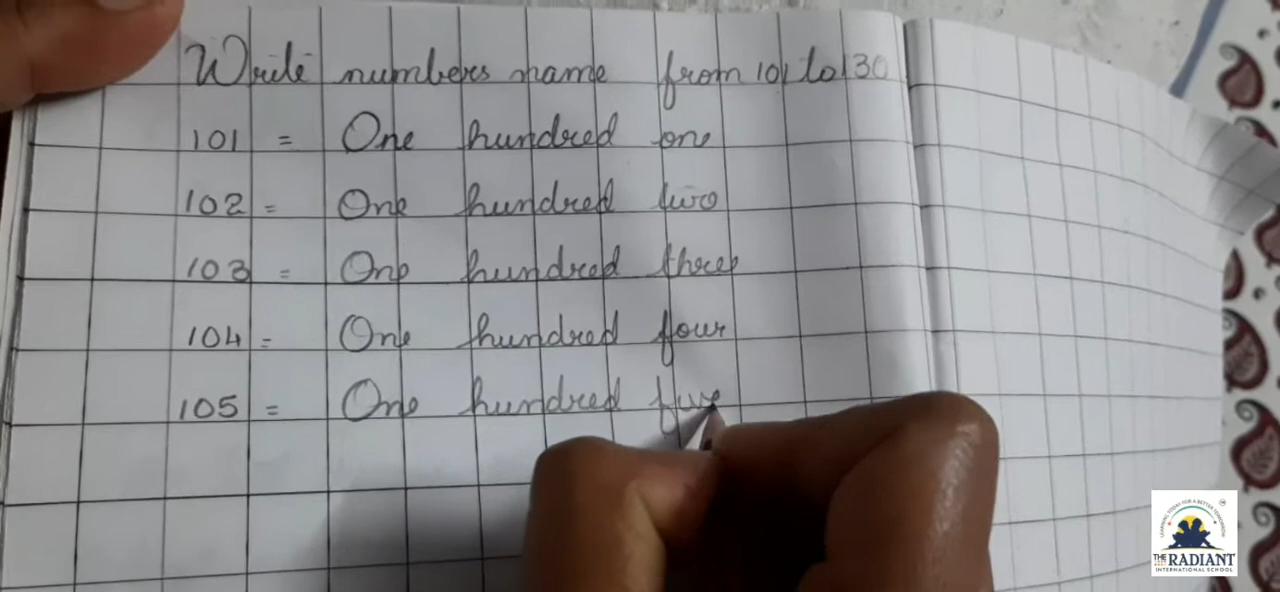 Write numbers name from 101 to 130
101 = One hundred one
102 = One hundred two
103 = One hundred three
104 = One hundred four
105 = One hundred five
THE RADIANT
INTERNATIONAL SCHOOL